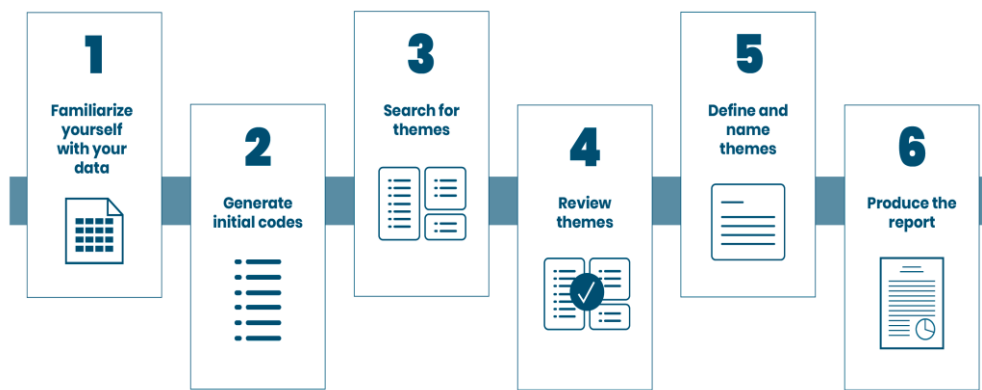 1
Familiarize
yourself
with your
data
2
Generate
initial codes
3
Search for
themes
4
Review
themes
5
Define and
name
themes
6
Produce the
report